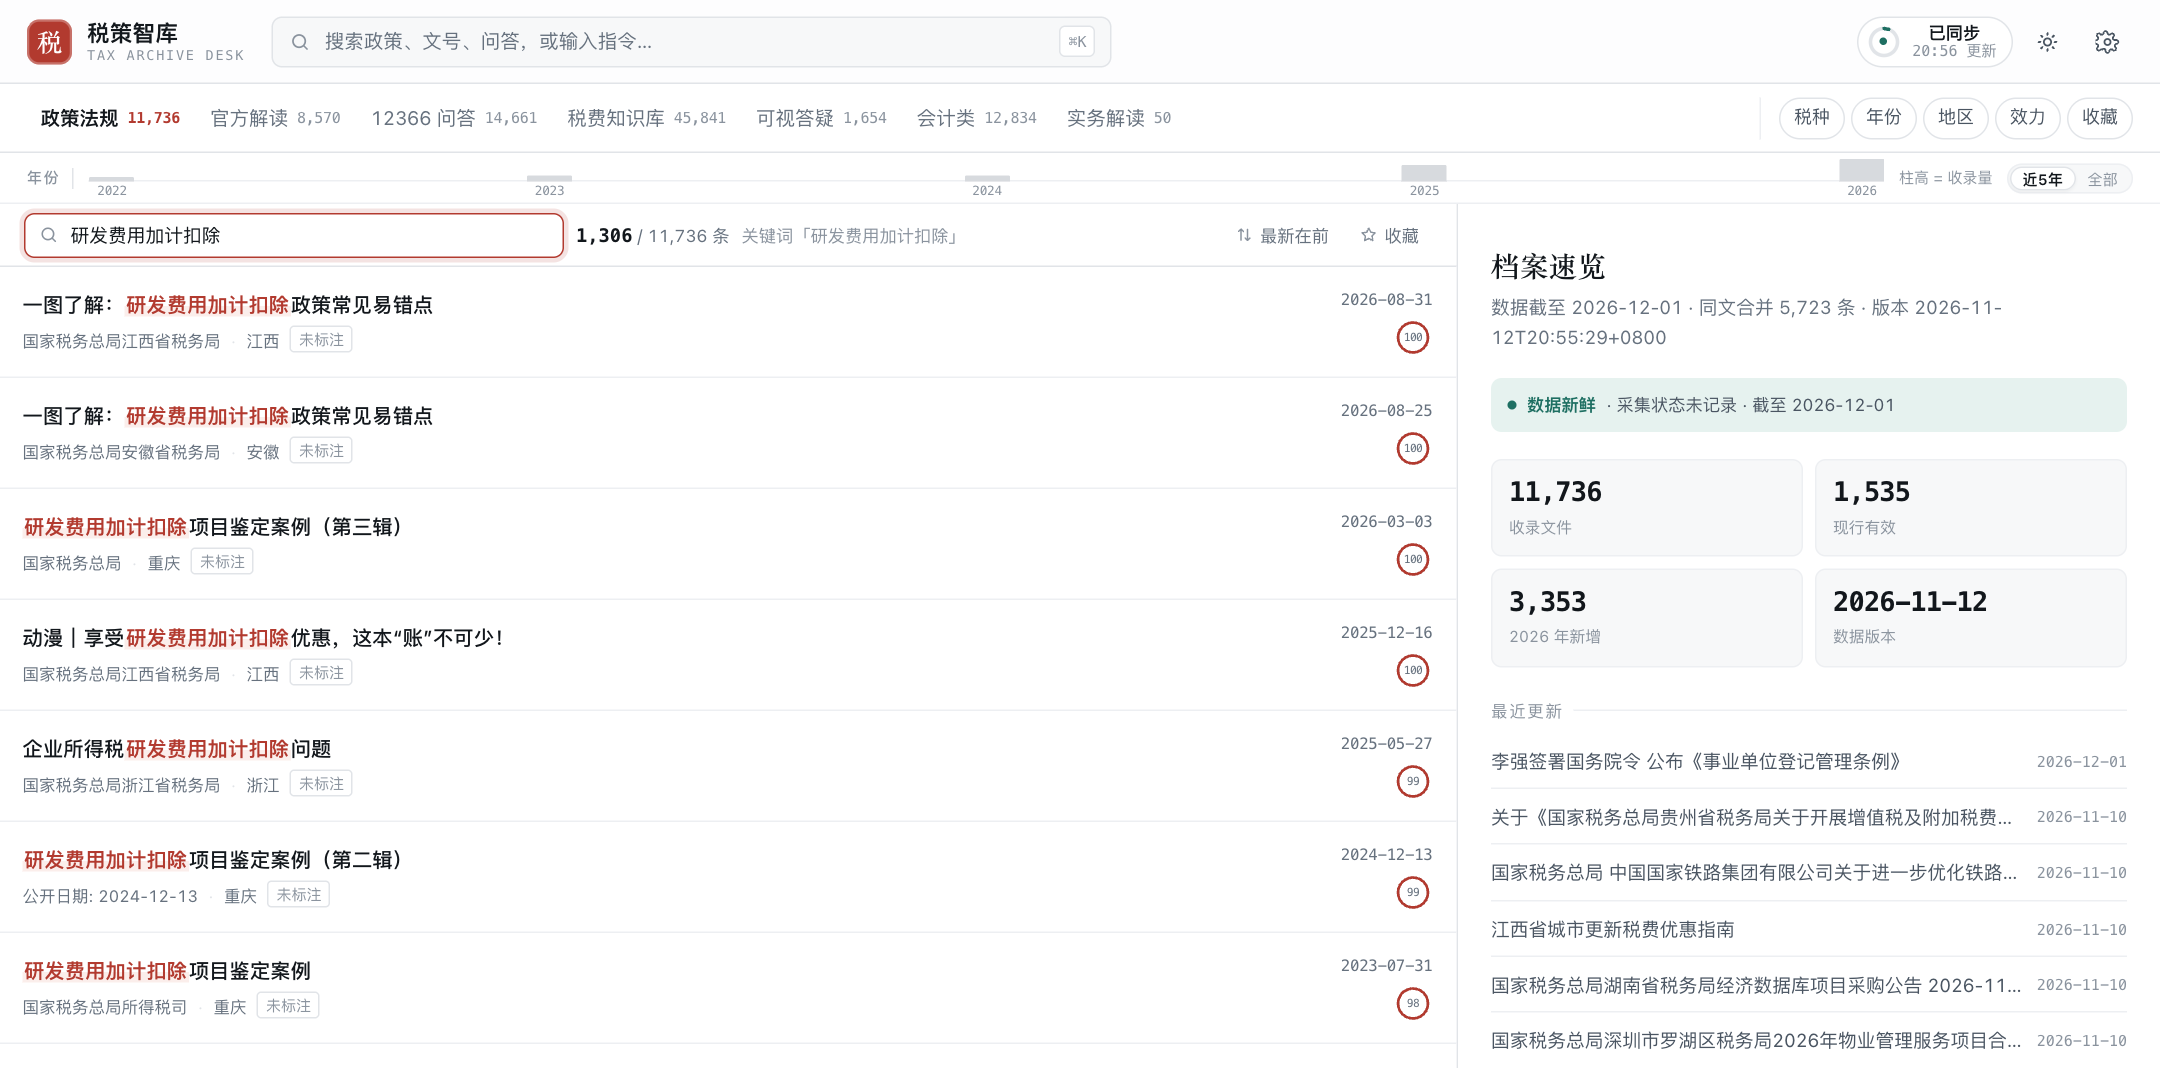 税 税策智库
TAX ARCHIVE DESK
搜索政策、文号、问答，或输入指令…
⌘K
已同步
20:56 更新
政策法规 11,736 官方解读 8,570 12366 问答 14,661 税费知识库 45,841 可视答疑 1,654 会计类 12,834 实务解读 50
税种 年份 地区 效力 收藏
年份
2022 2023 2024 2025 2026
柱高 = 收录量 近5年 全部
研发费用加计扣除
1,306 / 11,736 条 关键词「研发费用加计扣除」
最新在前 收藏
一图了解：研发费用加计扣除政策常见易错点 2026-08-31
国家税务总局江西省税务局 · 江西 未标注 100
一图了解：研发费用加计扣除政策常见易错点 2026-08-25
国家税务总局安徽省税务局 · 安徽 未标注 100
研发费用加计扣除项目鉴定案例（第三辑） 2026-03-03
国家税务总局 · 重庆 未标注 100
动漫｜享受研发费用加计扣除优惠，这本“账”不可少！ 2025-12-16
国家税务总局江西省税务局 · 江西 未标注 100
企业所得税研发费用加计扣除问题 2025-05-27
国家税务总局浙江省税务局 · 浙江 未标注 99
研发费用加计扣除项目鉴定案例（第二辑） 2024-12-13
公开日期: 2024-12-13 · 重庆 未标注 99
研发费用加计扣除项目鉴定案例 2023-07-31
国家税务总局所得税司 · 重庆 未标注 98
档案速览
数据截至 2026-12-01 · 同文合并 5,723 条 · 版本 2026-11-
12T20:55:29+0800
数据新鲜 · 采集状态未记录 · 截至 2026-12-01
11,736
收录文件
1,535
现行有效
3,353
2026 年新增
2026-11-12
数据版本
最近更新
李强签署国务院令 公布《事业单位登记管理条例》 2026-12-01
关于《国家税务总局贵州省税务局关于开展增值税及附加税费… 2026-11-10
国家税务总局 中国国家铁路集团有限公司关于进一步优化铁路… 2026-11-10
江西省城市更新税费优惠指南 2026-11-10
国家税务总局湖南省税务局经济数据库项目采购公告 2026-11… 2026-11-10
国家税务总局深圳市罗湖区税务局2026年物业管理服务项目合… 2026-11-10